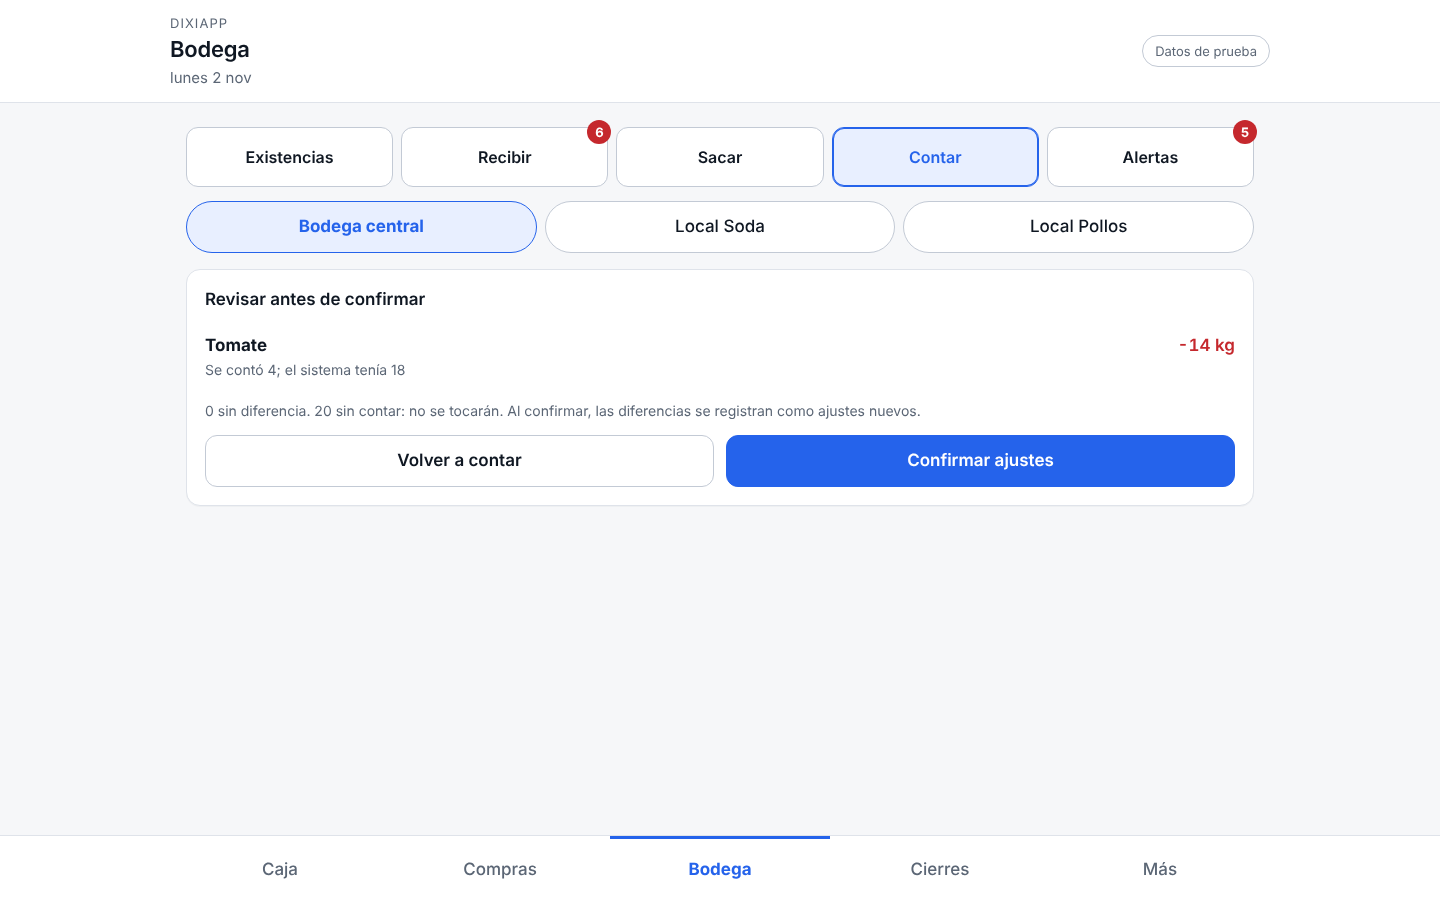 DIXIAPP
Bodega
lunes 2 nov
Datos de prueba
Existencias
Recibir
6
Sacar
Contar
Alertas
5
Bodega central
Local Soda
Local Pollos
Revisar antes de confirmar
Tomate
-14 kg
Se contó 4; el sistema tenía 18
0 sin diferencia. 20 sin contar: no se tocarán. Al confirmar, las diferencias se registran como ajustes nuevos.
Volver a contar
Confirmar ajustes
Caja
Compras
Bodega
Cierres
Más